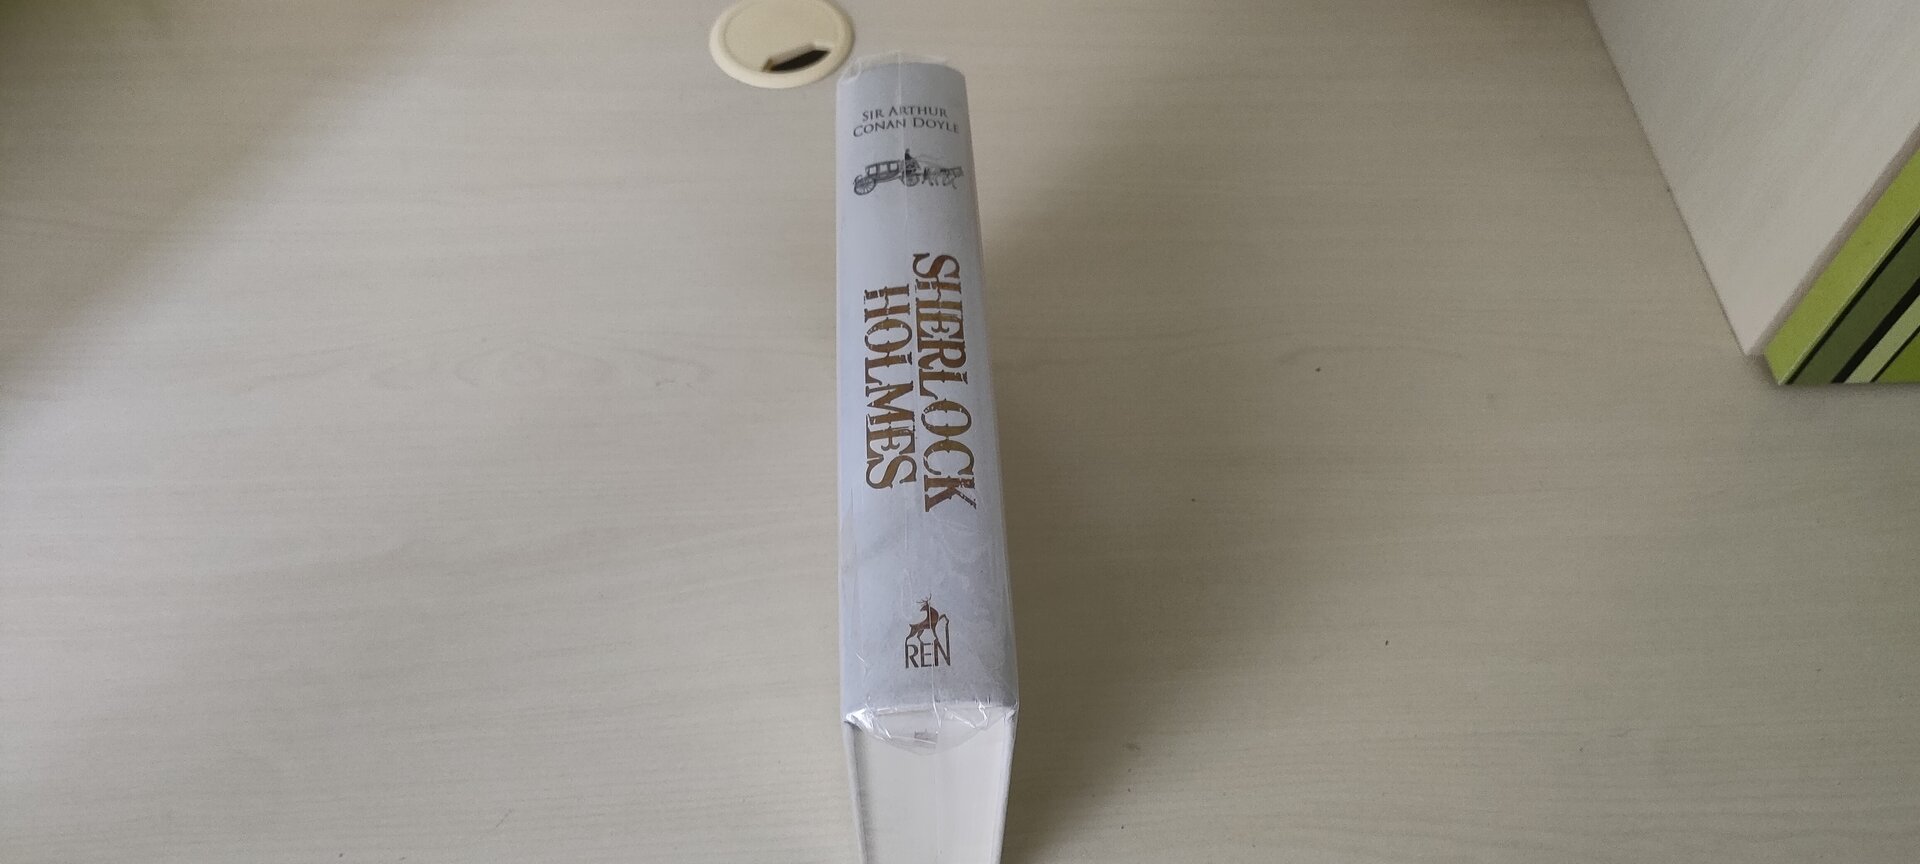 SIR ARTHUR
CONAN DOYLE
SHERLOCK
HOLMES
REN